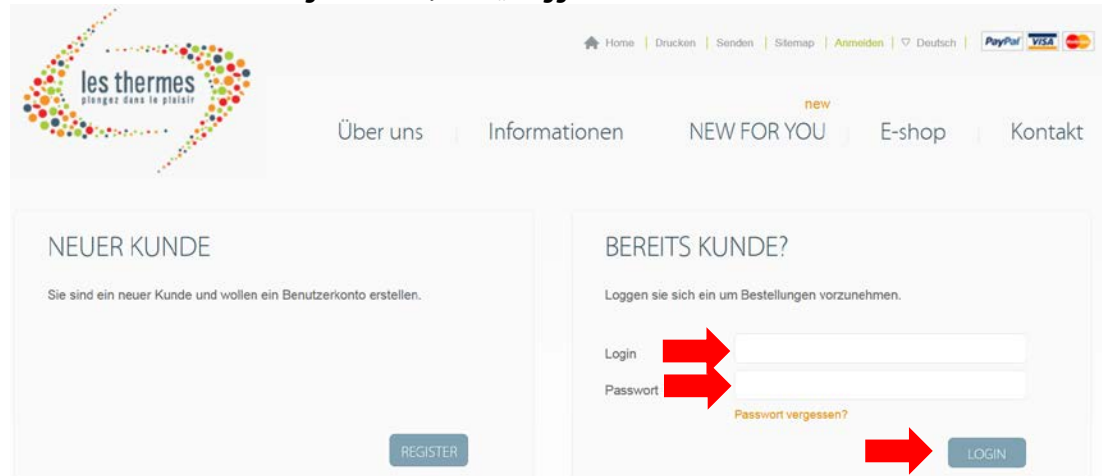 les thermes
plongez dans le plaisir
Home | Drucken | Senden | Sitemap | Anmelden | ▽ Deutsch |
PayPal VISA
new
Über uns Informationen NEW FOR YOU E-shop Kontakt
NEUER KUNDE
Sie sind ein neuer Kunde und wollen ein Benutzerkonto erstellen.
REGISTER
BEREITS KUNDE?
Loggen sie sich ein um Bestellungen vorzunehmen.
Login
Passwort
Passwort vergessen?
LOGIN